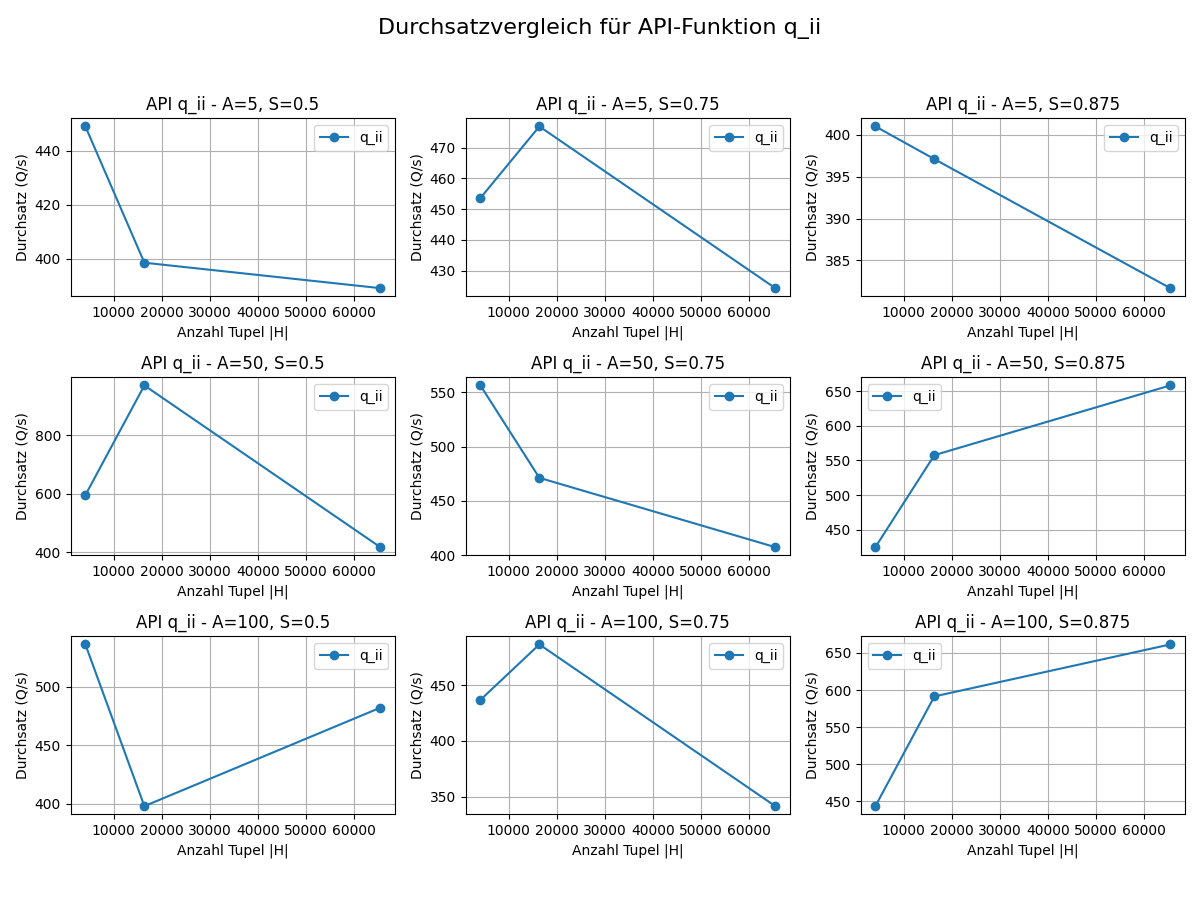 Durchsatzvergleich für API-Funktion q_ii
API q_ii - A=5, S=0.5
Durchsatz (Q/s)
440
420
400
q_ii
10000 20000 30000 40000 50000 60000
Anzahl Tupel |H|
API q_ii - A=5, S=0.75
Durchsatz (Q/s)
470
460
450
440
430
q_ii
10000 20000 30000 40000 50000 60000
Anzahl Tupel |H|
API q_ii - A=5, S=0.875
Durchsatz (Q/s)
400
395
390
385
q_ii
10000 20000 30000 40000 50000 60000
Anzahl Tupel |H|
API q_ii - A=50, S=0.5
Durchsatz (Q/s)
800
600
400
q_ii
10000 20000 30000 40000 50000 60000
Anzahl Tupel |H|
API q_ii - A=50, S=0.75
Durchsatz (Q/s)
550
500
450
400
q_ii
10000 20000 30000 40000 50000 60000
Anzahl Tupel |H|
API q_ii - A=50, S=0.875
Durchsatz (Q/s)
650
600
550
500
450
q_ii
10000 20000 30000 40000 50000 60000
Anzahl Tupel |H|
API q_ii - A=100, S=0.5
Durchsatz (Q/s)
500
450
400
q_ii
10000 20000 30000 40000 50000 60000
Anzahl Tupel |H|
API q_ii - A=100, S=0.75
Durchsatz (Q/s)
450
400
350
q_ii
10000 20000 30000 40000 50000 60000
Anzahl Tupel |H|
API q_ii - A=100, S=0.875
Durchsatz (Q/s)
650
600
550
500
450
q_ii
10000 20000 30000 40000 50000 60000
Anzahl Tupel |H|